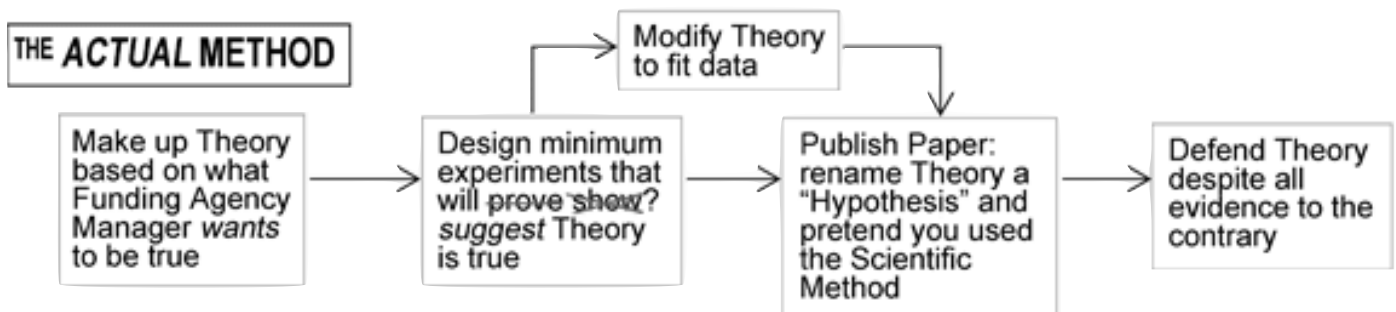 THE ACTUAL METHOD
Modify Theory
to fit data
Make up Theory
based on what
Funding Agency
Manager wants
to be true
Design minimum
experiments that
will prove show?
suggest Theory
is true
Publish Paper:
rename Theory a
“Hypothesis” and
pretend you used
the Scientific
Method
Defend Theory
despite all
evidence to the
contrary